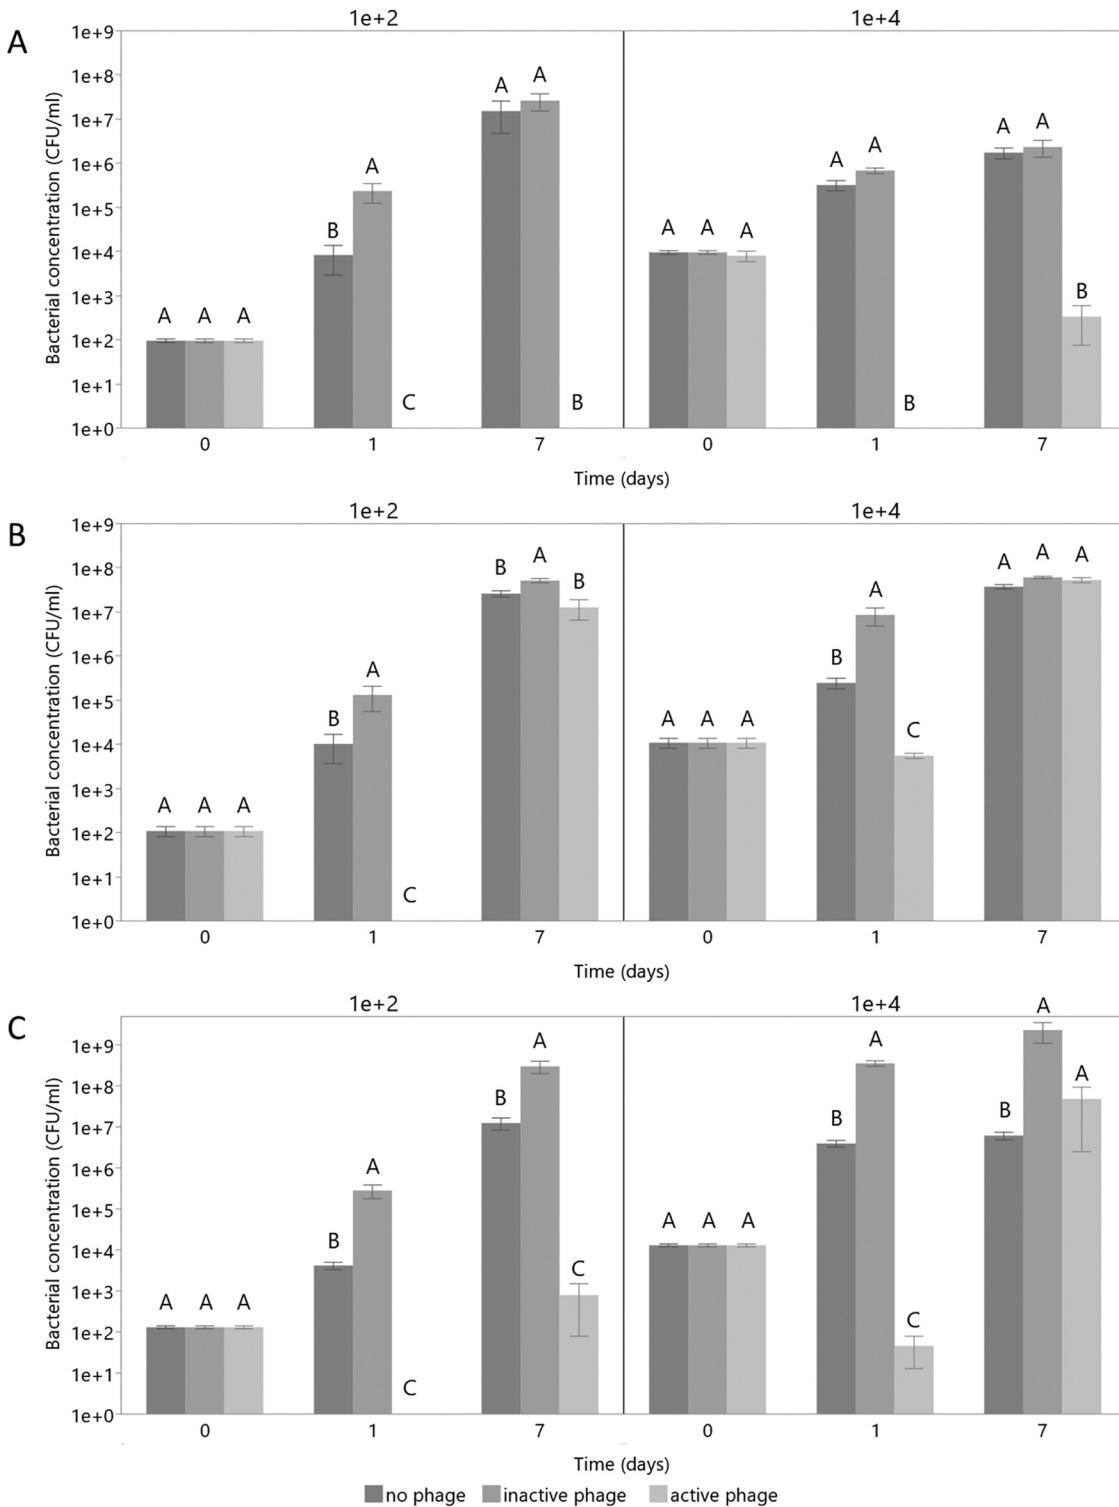 A
1e+2 1e+4
Bacterial concentration (CFU/ml)
1e+9
1e+8
1e+7
1e+6
1e+5
1e+4
1e+3
1e+2
1e+1
1e+0
A A A B A C A A B A A A A A B A A B
0 1 7 0 1 7
Time (days)
B
1e+2 1e+4
Bacterial concentration (CFU/ml)
1e+9
1e+8
1e+7
1e+6
1e+5
1e+4
1e+3
1e+2
1e+1
1e+0
A A A B A C B A B A A A B A C A A A
0 1 7 0 1 7
Time (days)
C
1e+2 1e+4
Bacterial concentration (CFU/ml)
1e+9
1e+8
1e+7
1e+6
1e+5
1e+4
1e+3
1e+2
1e+1
1e+0
A A A B A C B A C A A A B A C B A A
0 1 7 0 1 7
Time (days)
no phage inactive phage active phage